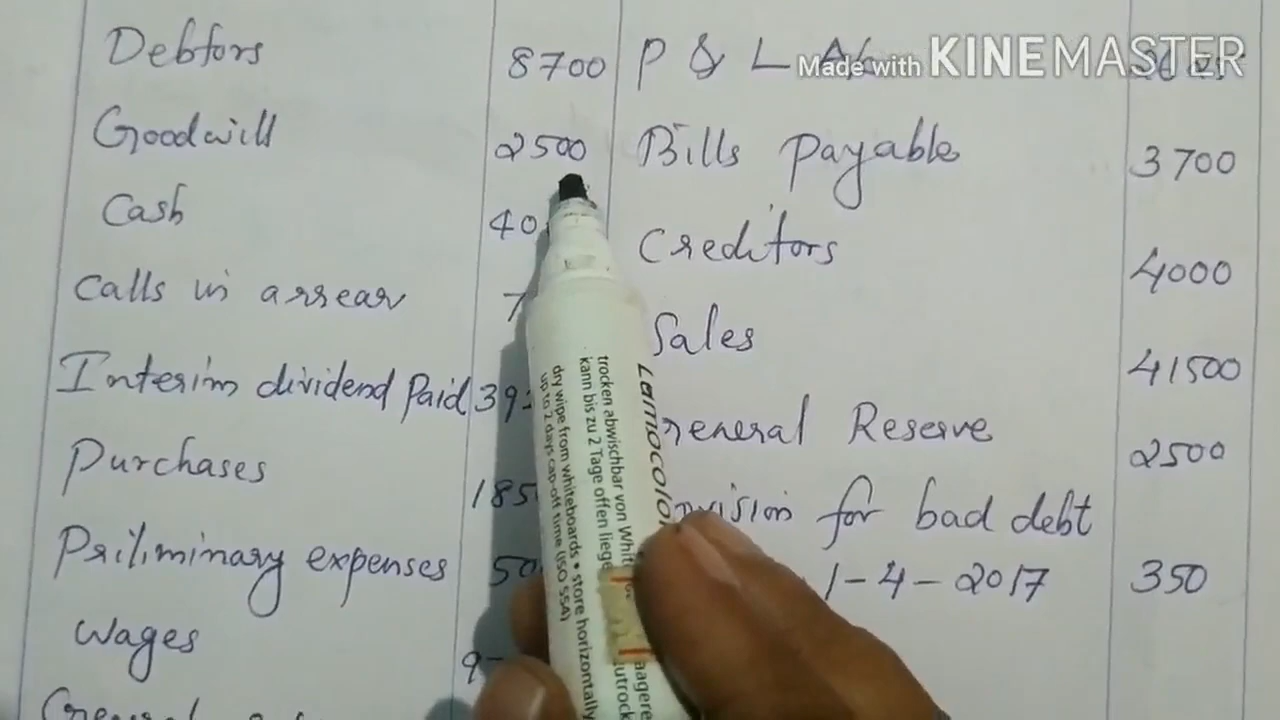 Debtors 8700 P & L A/c
Made with KINEMASTER
Goodwill 2500 Bills Payable 3700
Cash Creditors 4000
Calls in arrear Sales 41500
Interim dividend Paid General Reserve 2500
Purchases for bad debt
Priliminary expenses 1-4-2017 350
Wages
Lamocolor
trocken abwischbar von
kann bis zu 2 Tage offen
dry wipe from whiteboards • store horizontally
up to 2 days cap-off time (ISO 554)